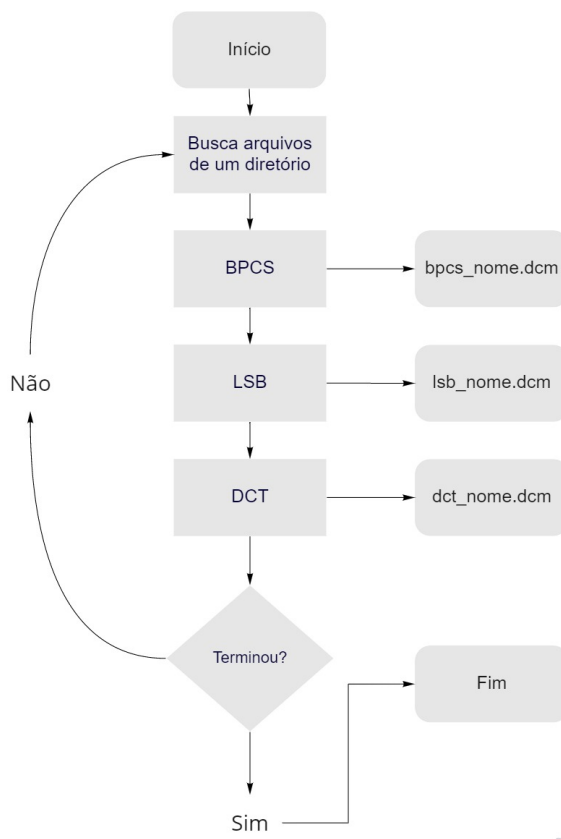 Início
Busca arquivos
de um diretório
BPCS
bpcs_nome.dcm
LSB
lsb_nome.dcm
Não
DCT
dct_nome.dcm
Terminou?
Fim
Sim